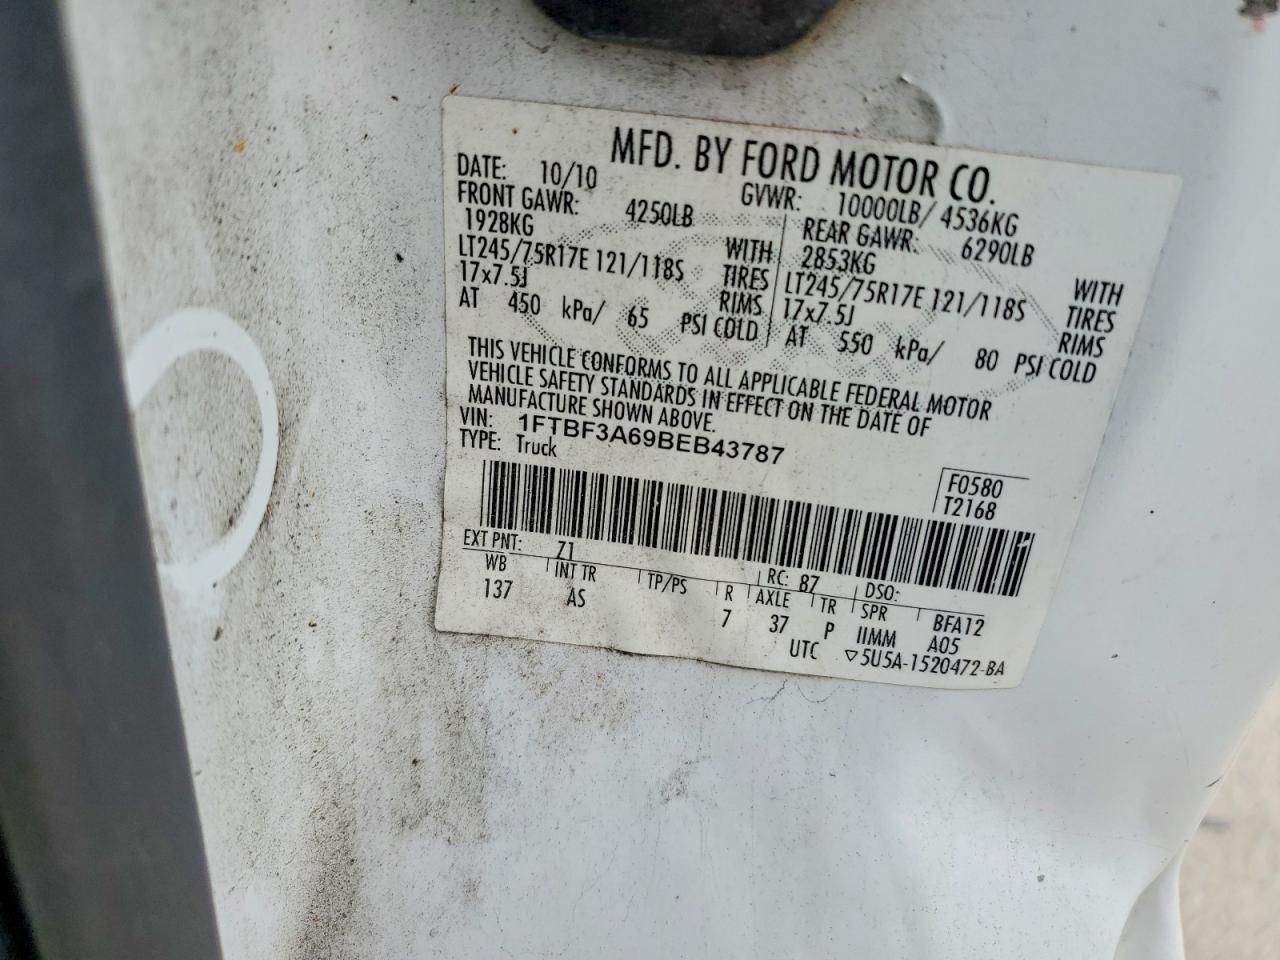 MFD. BY FORD MOTOR CO.
DATE: 10/10 GVWR: 10000LB/ 4536KG
FRONT GAWR: 4250LB REAR GAWR: 6290LB
1928KG WITH 2853KG WITH
LT245/75R17E 121/118S TIRES LT245/75R17E 121/118S TIRES
17x7.5J RIMS 17x7.5J RIMS
AT 450 kPa/ 65 PSI COLD AT 550 kPa/ 80 PSI COLD
THIS VEHICLE CONFORMS TO ALL APPLICABLE FEDERAL MOTOR
VEHICLE SAFETY STANDARDS IN EFFECT ON THE DATE OF
MANUFACTURE SHOWN ABOVE.
VIN: 1FTBF3A69BEB43787
TYPE: Truck
F0580
T2168
EXT PNT: Z1 RC: 87 DSO:
WB INT TR TP/PS R AXLE TR SPR BFA12
137 AS 7 37 P IIMM A05
UTC ▽5U5A-1520472-BA